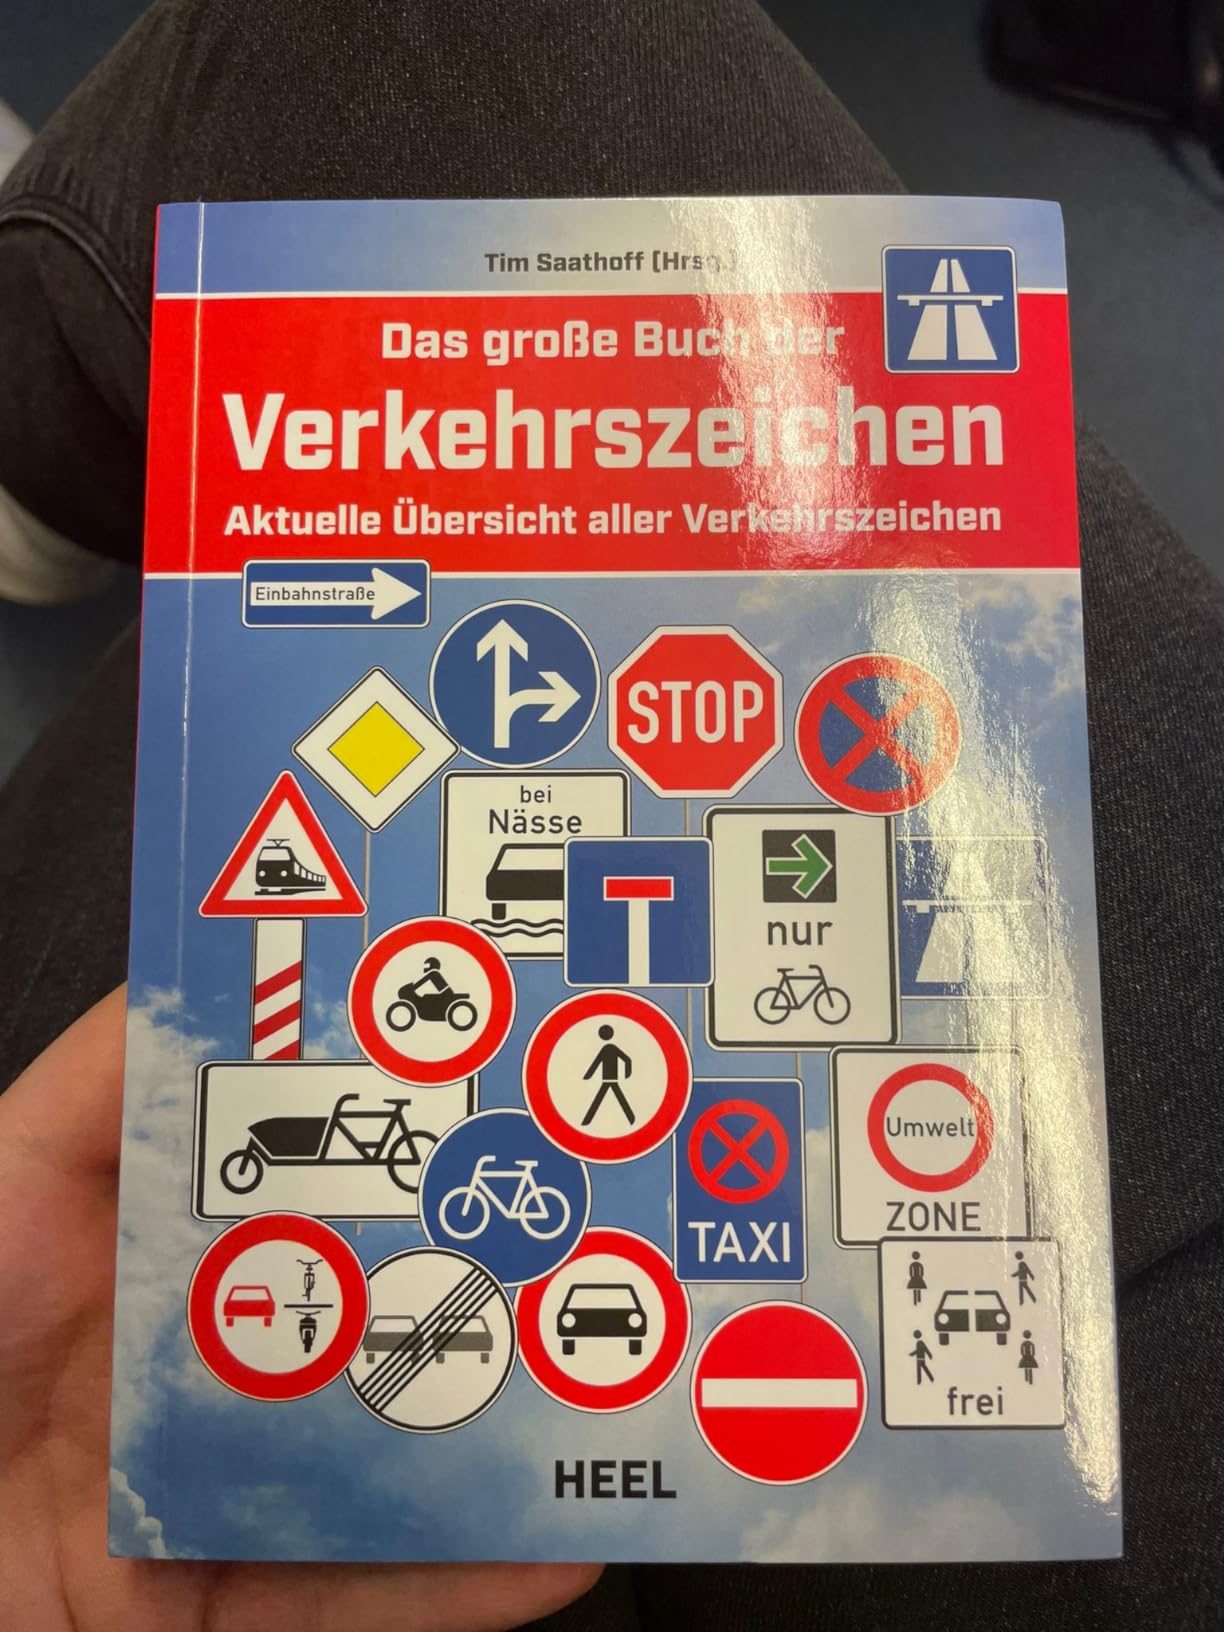 Tim Saathoff (Hrsg.)
Das große Buch der
Verkehrszeichen
Aktuelle Übersicht aller Verkehrszeichen
Einbahnstraße
STOP
bei
Nässe
nur
Umwelt
ZONE
TAXI
frei
HEEL